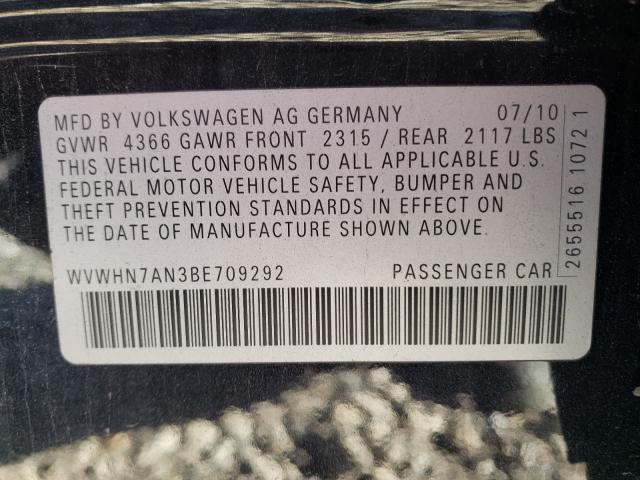 MFD BY VOLKSWAGEN AG GERMANY 07/10
GVWR 4366 GAWR FRONT 2315 / REAR 2117 LBS
THIS VEHICLE CONFORMS TO ALL APPLICABLE U.S.
FEDERAL MOTOR VEHICLE SAFETY, BUMPER AND
THEFT PREVENTION STANDARDS IN EFFECT ON
THE DATE OF MANUFACTURE SHOWN ABOVE.
WVWHN7AN3BE709292 PASSENGER CAR
2655516 10721